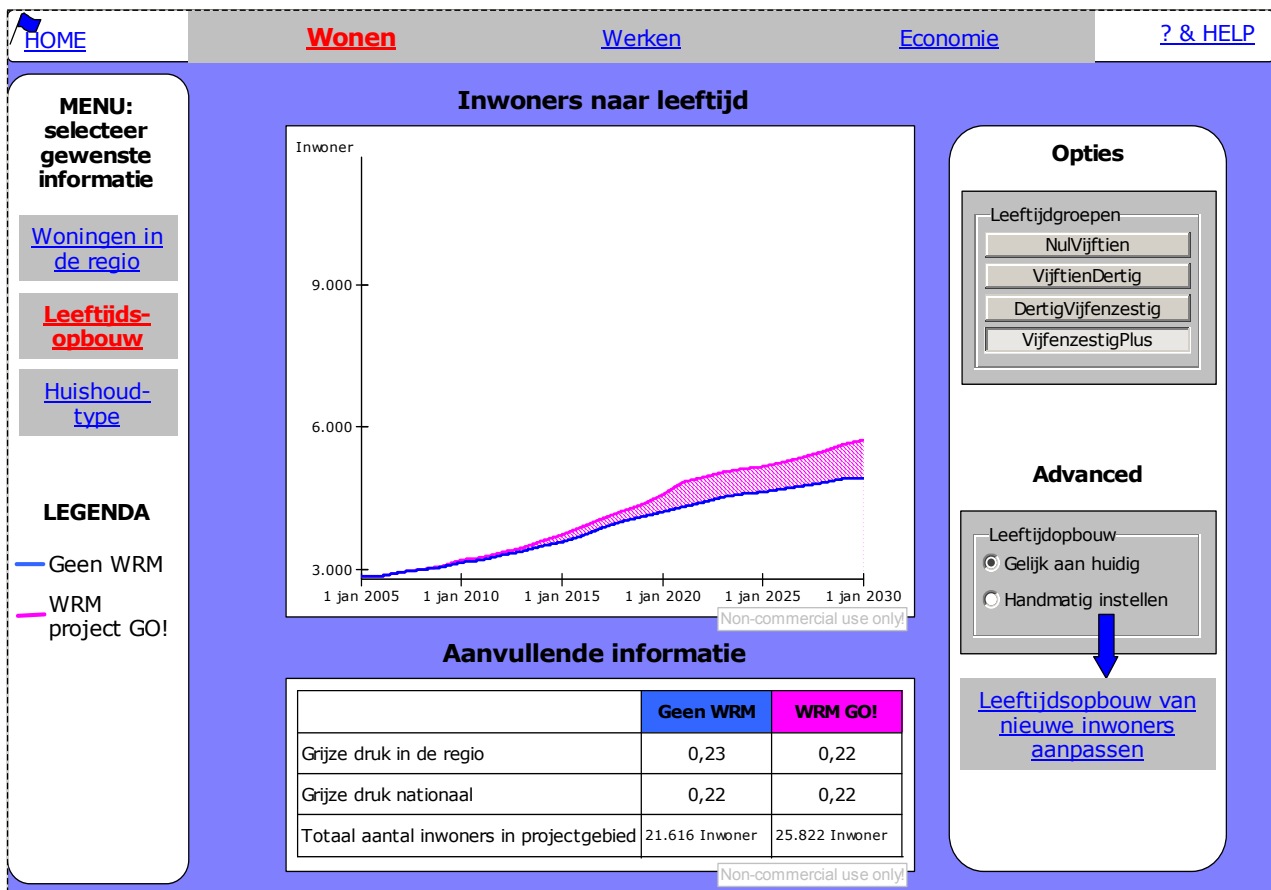 HOME
Wonen
Werken
Economie
? & HELP
MENU:
selecteer
gewenste
informatie
Woningen in
de regio
Leeftijds-
opbouw
Huishoud-
type
LEGENDA
Geen WRM
WRM
project GO!
Inwoners naar leeftijd
Inwoner
9.000
6.000
3.000
1 jan 2005 1 jan 2010 1 jan 2015 1 jan 2020 1 jan 2025 1 jan 2030
Non-commercial use only!
Aanvullende informatie
Geen WRM WRM GO!
Grijze druk in de regio 0,23 0,22
Grijze druk nationaal 0,22 0,22
Totaal aantal inwoners in projectgebied 21.616 Inwoner 25.822 Inwoner
Non-commercial use only!
Opties
Leeftijdgroepen
NulVijftien
VijftienDertig
DertigVijfenzestig
VijfenzestigPlus
Advanced
Leeftijdopbouw
Gelijk aan huidig
Handmatig instellen
Leeftijdsopbouw van
nieuwe inwoners
aanpassen